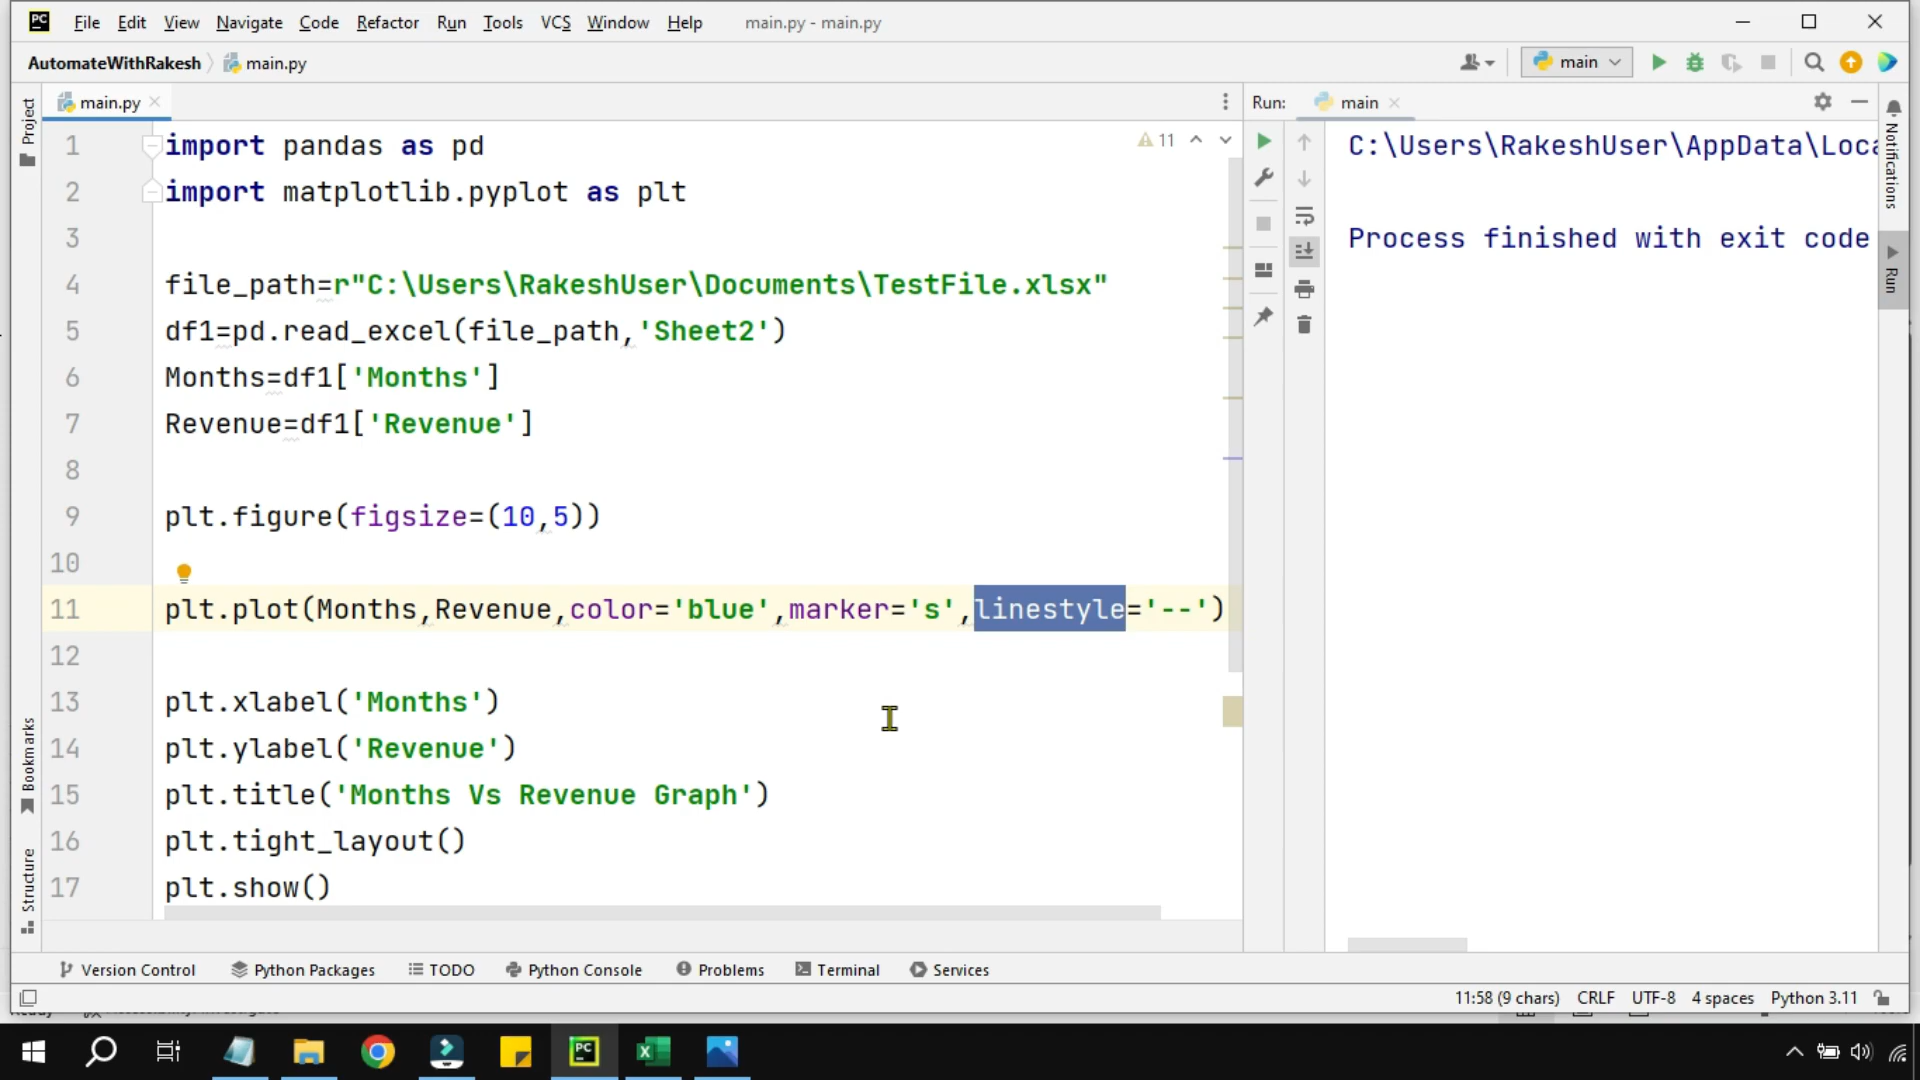 PC File Edit View Navigate Code Refactor Run Tools VCS Window Help main.py - main.py
AutomateWithRakesh main.py main
Project
main.py
Run: main
11
1 import pandas as pd
2 import matplotlib.pyplot as plt
3
4 file_path=r"C:\Users\RakeshUser\Documents\TestFile.xlsx"
5 df1=pd.read_excel(file_path,'Sheet2')
6 Months=df1['Months']
7 Revenue=df1['Revenue']
8
9 plt.figure(figsize=(10,5))
10
11 plt.plot(Months,Revenue,color='blue',marker='s',linestyle='--')
12
13 plt.xlabel('Months')
14 plt.ylabel('Revenue')
15 plt.title('Months Vs Revenue Graph')
16 plt.tight_layout()
17 plt.show()
C:\Users\RakeshUser\AppData\Loca
Process finished with exit code
Notifications
Run
Bookmarks
Structure
Version Control Python Packages TODO Python Console Problems Terminal Services
11:58 (9 chars) CRLF UTF-8 4 spaces Python 3.11
PC X